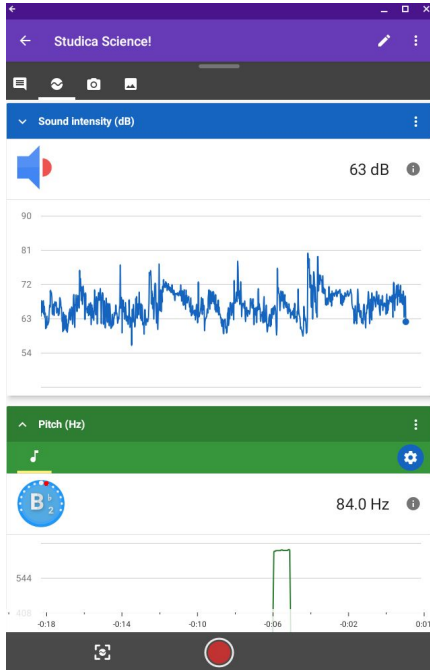 Studica Science!
Sound intensity (dB)
63 dB
90
81
72
63
54
Pitch (Hz)
B♭
2
84.0 Hz
544
408
-0:18 -0:14 -0:10 -0:06 -0:02 0:01